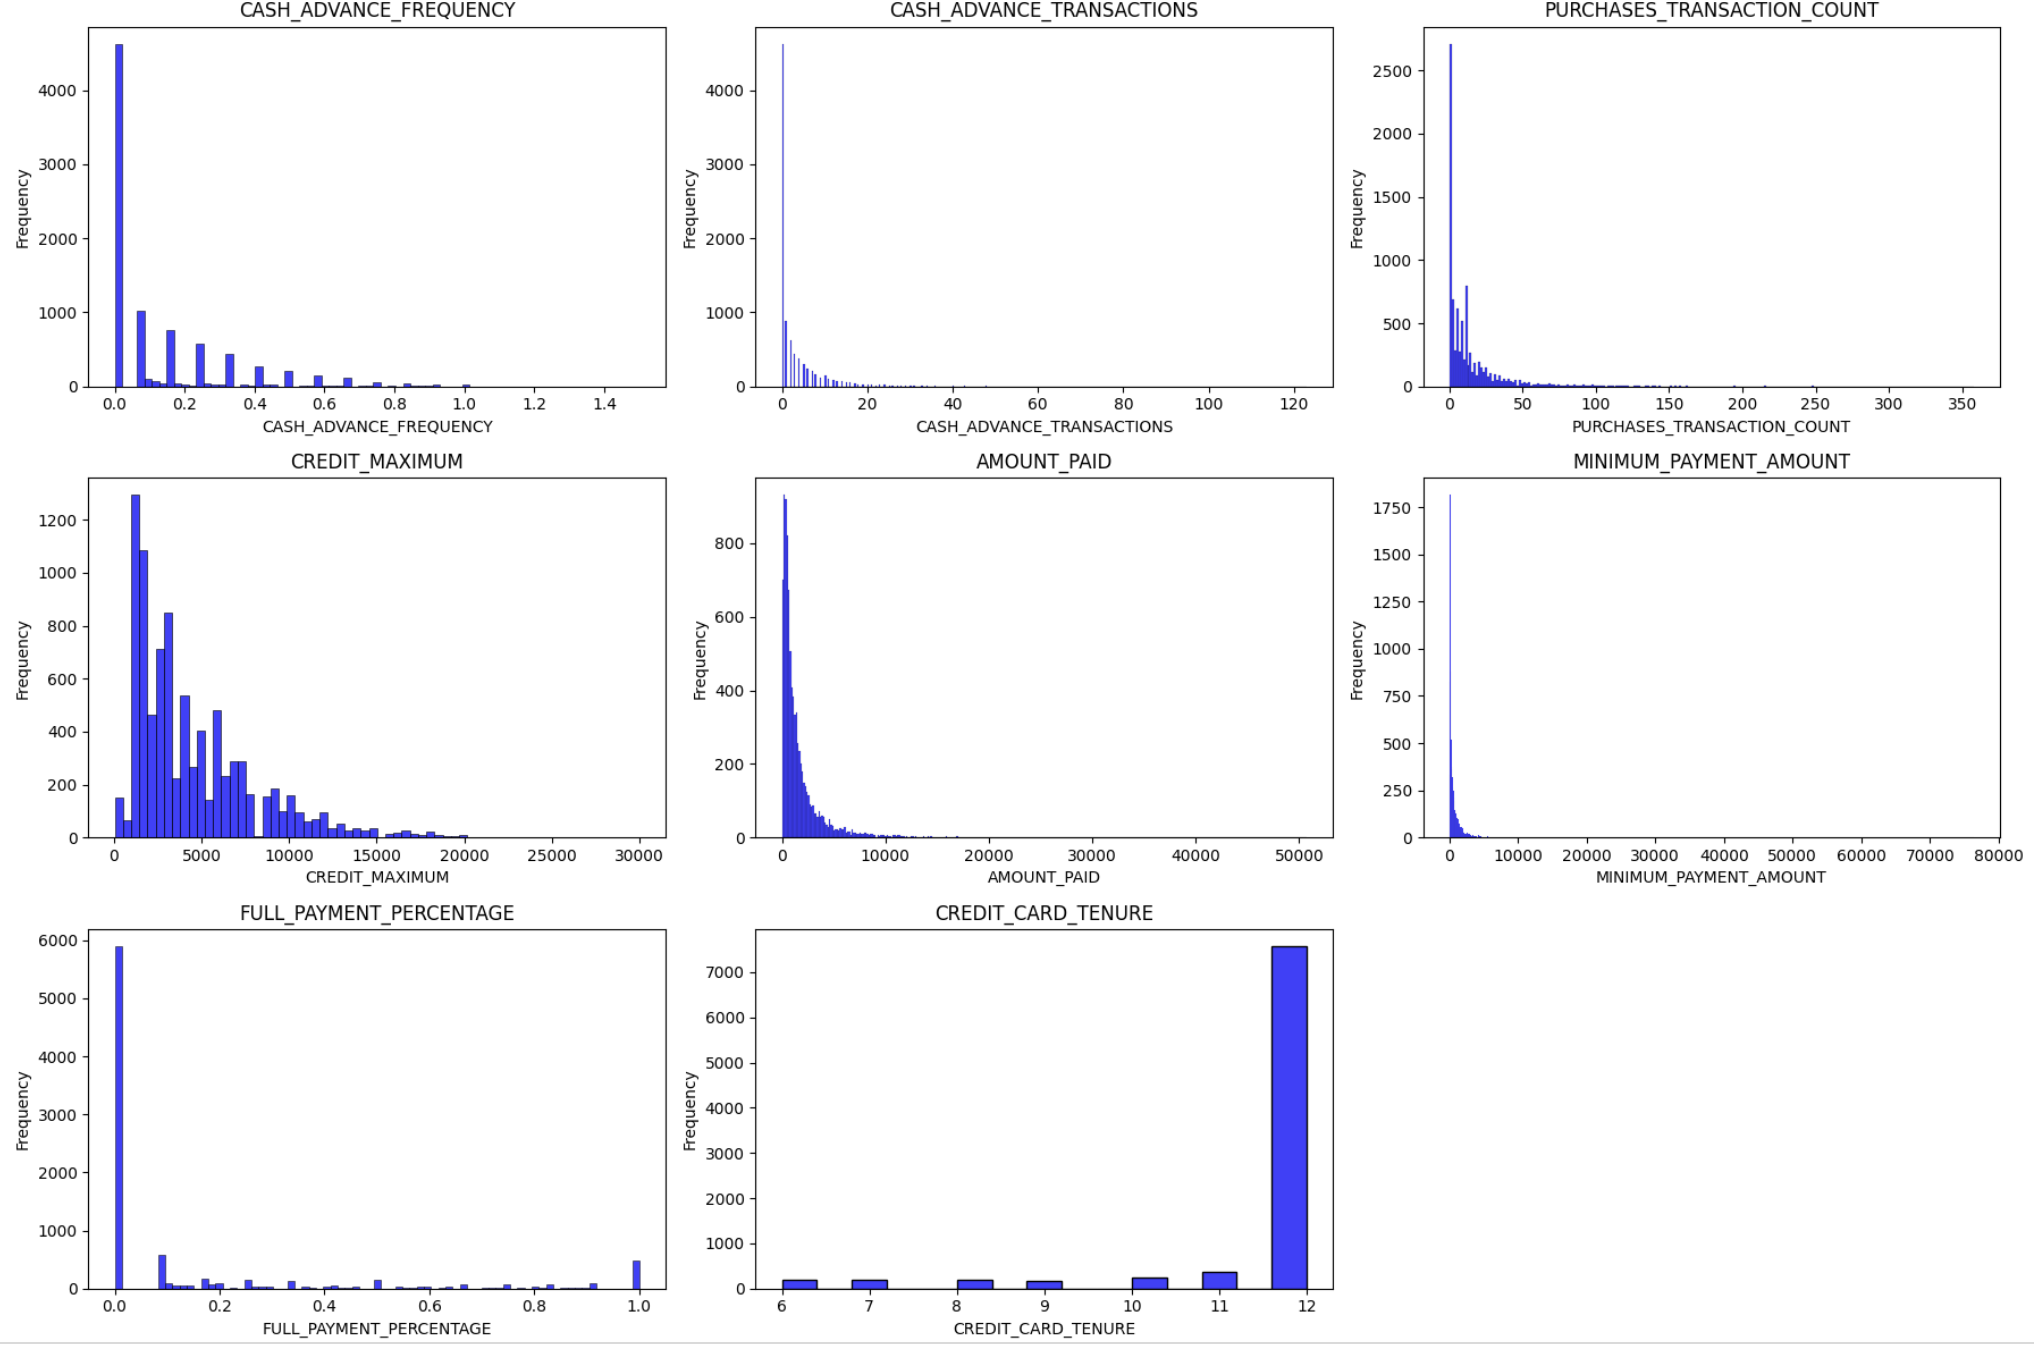 CASH_ADVANCE_FREQUENCY
Frequency
4000
3000
2000
1000
0
0.0 0.2 0.4 0.6 0.8 1.0 1.2 1.4
CASH_ADVANCE_FREQUENCY
CASH_ADVANCE_TRANSACTIONS
Frequency
4000
3000
2000
1000
0
0 20 40 60 80 100 120
CASH_ADVANCE_TRANSACTIONS
PURCHASES_TRANSACTION_COUNT
Frequency
2500
2000
1500
1000
500
0
0 50 100 150 200 250 300 350
PURCHASES_TRANSACTION_COUNT
CREDIT_MAXIMUM
Frequency
1200
1000
800
600
400
200
0
0 5000 10000 15000 20000 25000 30000
CREDIT_MAXIMUM
AMOUNT_PAID
Frequency
800
600
400
200
0
0 10000 20000 30000 40000 50000
AMOUNT_PAID
MINIMUM_PAYMENT_AMOUNT
Frequency
1750
1500
1250
1000
750
500
250
0
0 10000 20000 30000 40000 50000 60000 70000 80000
MINIMUM_PAYMENT_AMOUNT
FULL_PAYMENT_PERCENTAGE
Frequency
6000
5000
4000
3000
2000
1000
0
0.0 0.2 0.4 0.6 0.8 1.0
FULL_PAYMENT_PERCENTAGE
CREDIT_CARD_TENURE
Frequency
7000
6000
5000
4000
3000
2000
1000
0
6 7 8 9 10 11 12
CREDIT_CARD_TENURE